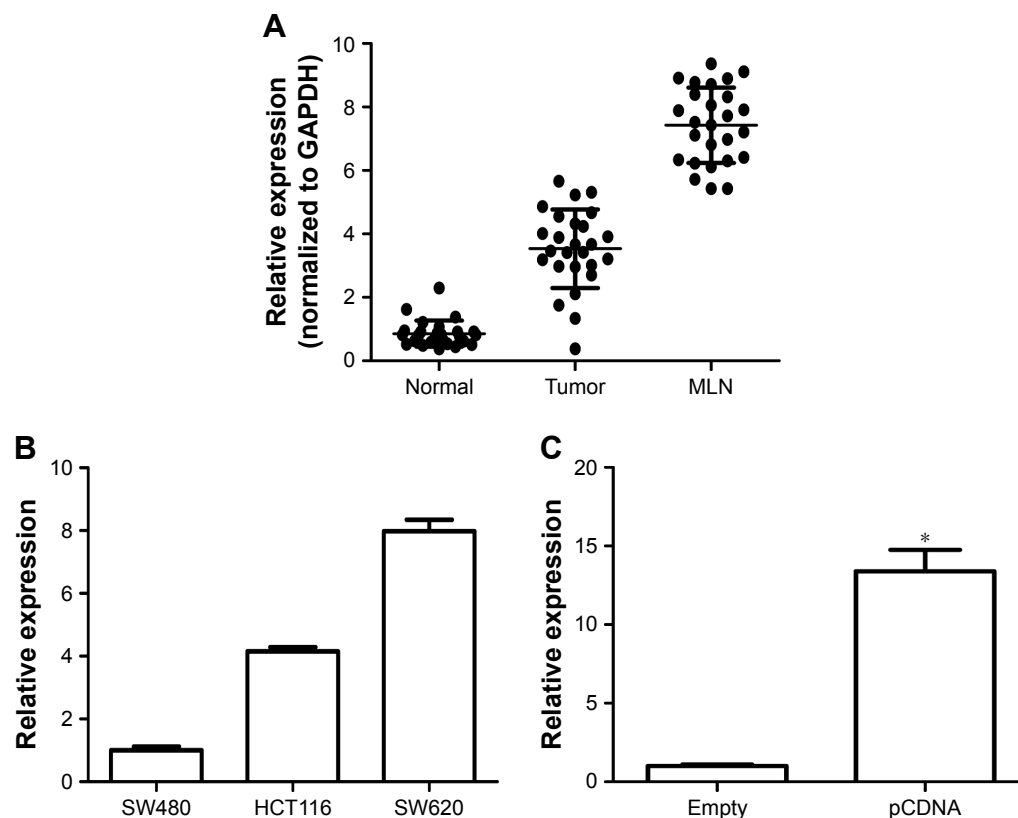 A
Relative expression
(normalized to GAPDH)
10
8
6
4
2
0
Normal Tumor MLN
B
Relative expression
10
8
6
4
2
0
SW480 HCT116 SW620
C
Relative expression
20
15
10
5
0
*
Empty pCDNA